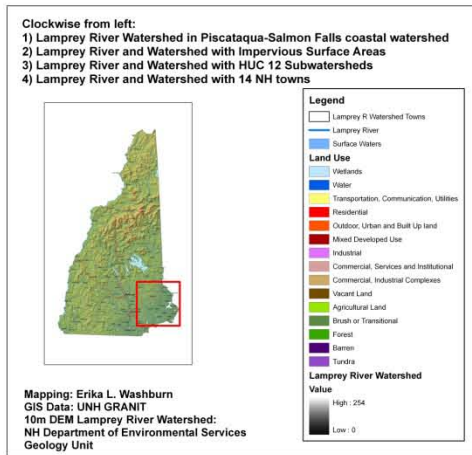 Clockwise from left:
1) Lamprey River Watershed in Piscataqua-Salmon Falls coastal watershed
2) Lamprey River and Watershed with Impervious Surface Areas
3) Lamprey River and Watershed with HUC 12 Subwatersheds
4) Lamprey River and Watershed with 14 NH towns
Legend
Lamprey R Watershed Towns
Lamprey River
Surface Waters
Land Use
Wetlands
Water
Transportation, Communication, Utilities
Residential
Outdoor, Urban and Built Up land
Mixed Developed Use
Industrial
Commercial, Services and Institutional
Commercial, Industrial Complexes
Vacant Land
Agricultural Land
Brush or Transitional
Forest
Barren
Tundra
Lamprey River Watershed
Value
High : 254
Low : 0
Mapping: Erika L. Washburn
GIS Data: UNH GRANIT
10m DEM Lamprey River Watershed:
NH Department of Environmental Services
Geology Unit